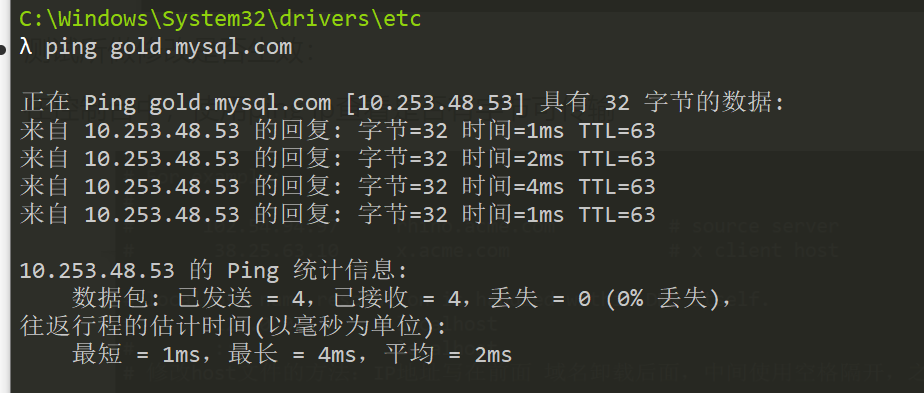 C:\Windows\System32\drivers\etc
λ ping gold.mysql.com
正在 Ping gold.mysql.com [10.253.48.53] 具有 32 字节的数据:
来自 10.253.48.53 的回复: 字节=32 时间=1ms TTL=63
来自 10.253.48.53 的回复: 字节=32 时间=2ms TTL=63
来自 10.253.48.53 的回复: 字节=32 时间=4ms TTL=63
来自 10.253.48.53 的回复: 字节=32 时间=1ms TTL=63
# source server
# x client host
10.253.48.53 的 Ping 统计信息:
数据包: 已发送 = 4，已接收 = 4，丢失 = 0 (0% 丢失)，
往返行程的估计时间(以毫秒为单位):
最短 = 1ms，最长 = 4ms，平均 = 2ms